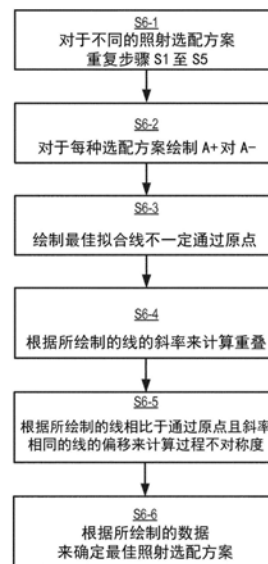 S6-1
对于不同的照射选配方案
重复步骤 S1 至 S5
S6-2
对于每种选配方案绘制 A+ 对 A-
S6-3
绘制最佳拟合线不一定通过原点
S6-4
根据所绘制的线的斜率来计算重叠
S6-5
根据所绘制的线相比于通过原点且斜率
相同的线的偏移来计算过程不对称度
S6-6
根据所绘制的数据
来确定最佳照射选配方案